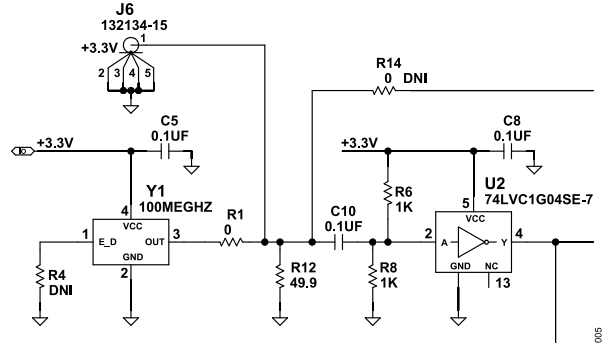 J6
132134-15
+3.3V
1
2 3 4 5
R14
0 DNI
C5
0.1UF
+3.3V
IO
Y1
100MEGHZ
4
VCC
1
E_D
OUT
3
GND
2
R4
DNI
R1
0
R12
49.9
C10
0.1UF
+3.3V
C8
0.1UF
R6
1K
R8
1K
U2
74LVC1G04SE-7
5
VCC
2
A
Y
4
GND
NC
13
005